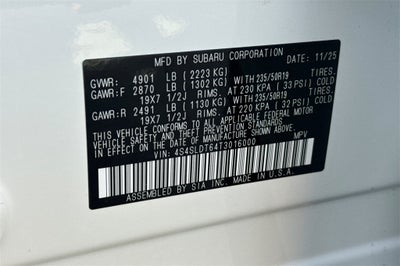 MFD BY SUBARU CORPORATION DATE: 11/25
GVWR: 4901 LB (2223 KG)
GAWR:F 2870 LB (1302 KG) WITH 235/50R19 TIRES.
19X7 1/2J RIMS. AT 230 KPA (33 PSI) COLD
GAWR:R 2491 LB (1130 KG) WITH 235/50R19 TIRES.
19X7 1/2J RIMS. AT 220 KPA (32 PSI) COLD
THIS VEHICLE CONFORMS TO ALL APPLICABLE FEDERAL MOTOR
VEHICLE SAFETY AND THEFT PREVENTION STANDARDS IN EFFECT ON THE
DATE OF MANUFACTURE SHOWN ABOVE.
VIN: 4S4SLDT64T3016000 MPV
ASSEMBLED BY SIA INC. IN U.S.A.